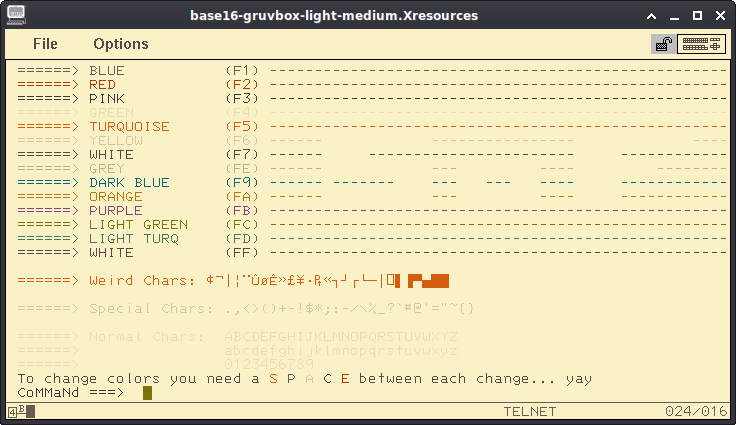 base16-gruvbox-light-medium.Xresources
File Options
======> BLUE (F1) ---------------------------------------------------
======> RED (F2) ---------------------------------------------------
======> PINK (F3) ---------------------------------------------------
======> GREEN (F4) ---------------------------------------------------
======> TURQUOISE (F5) ---------------------------------------------------
======> YELLOW (F6) ------ --- ---- ----
======> WHITE (F7) ------ -------------------- ------------
======> GREY (FE) ------ --- --- ---- ----
======> DARK BLUE (F9) ------ ------- --- --- ---- ------------
======> ORANGE (FA) ---------------------------------------------------
======> PURPLE (FB) ---------------------------------------------------
======> LIGHT GREEN (FC) ---------------------------------------------------
======> LIGHT TURQ (FD) ---------------------------------------------------
======> WHITE (FF) ---------------------------------------------------
======> Weird Chars: ¢¬|¦¨ÛøÊ»£¥·₧«┐┘┌└─│
======> Special Chars: .,<>()+-!$*;:-/\%_?`#@'="~{}
======> Normal Chars: ABCDEFGHIJKLMNOPQRSTUVWXYZ
======> abcdefghijklmnopqrstuvwxyz
======> 0123456789
To change colors you need a S P A C E between each change... yay
CoMMaNd ===>
4 B TELNET 024/016